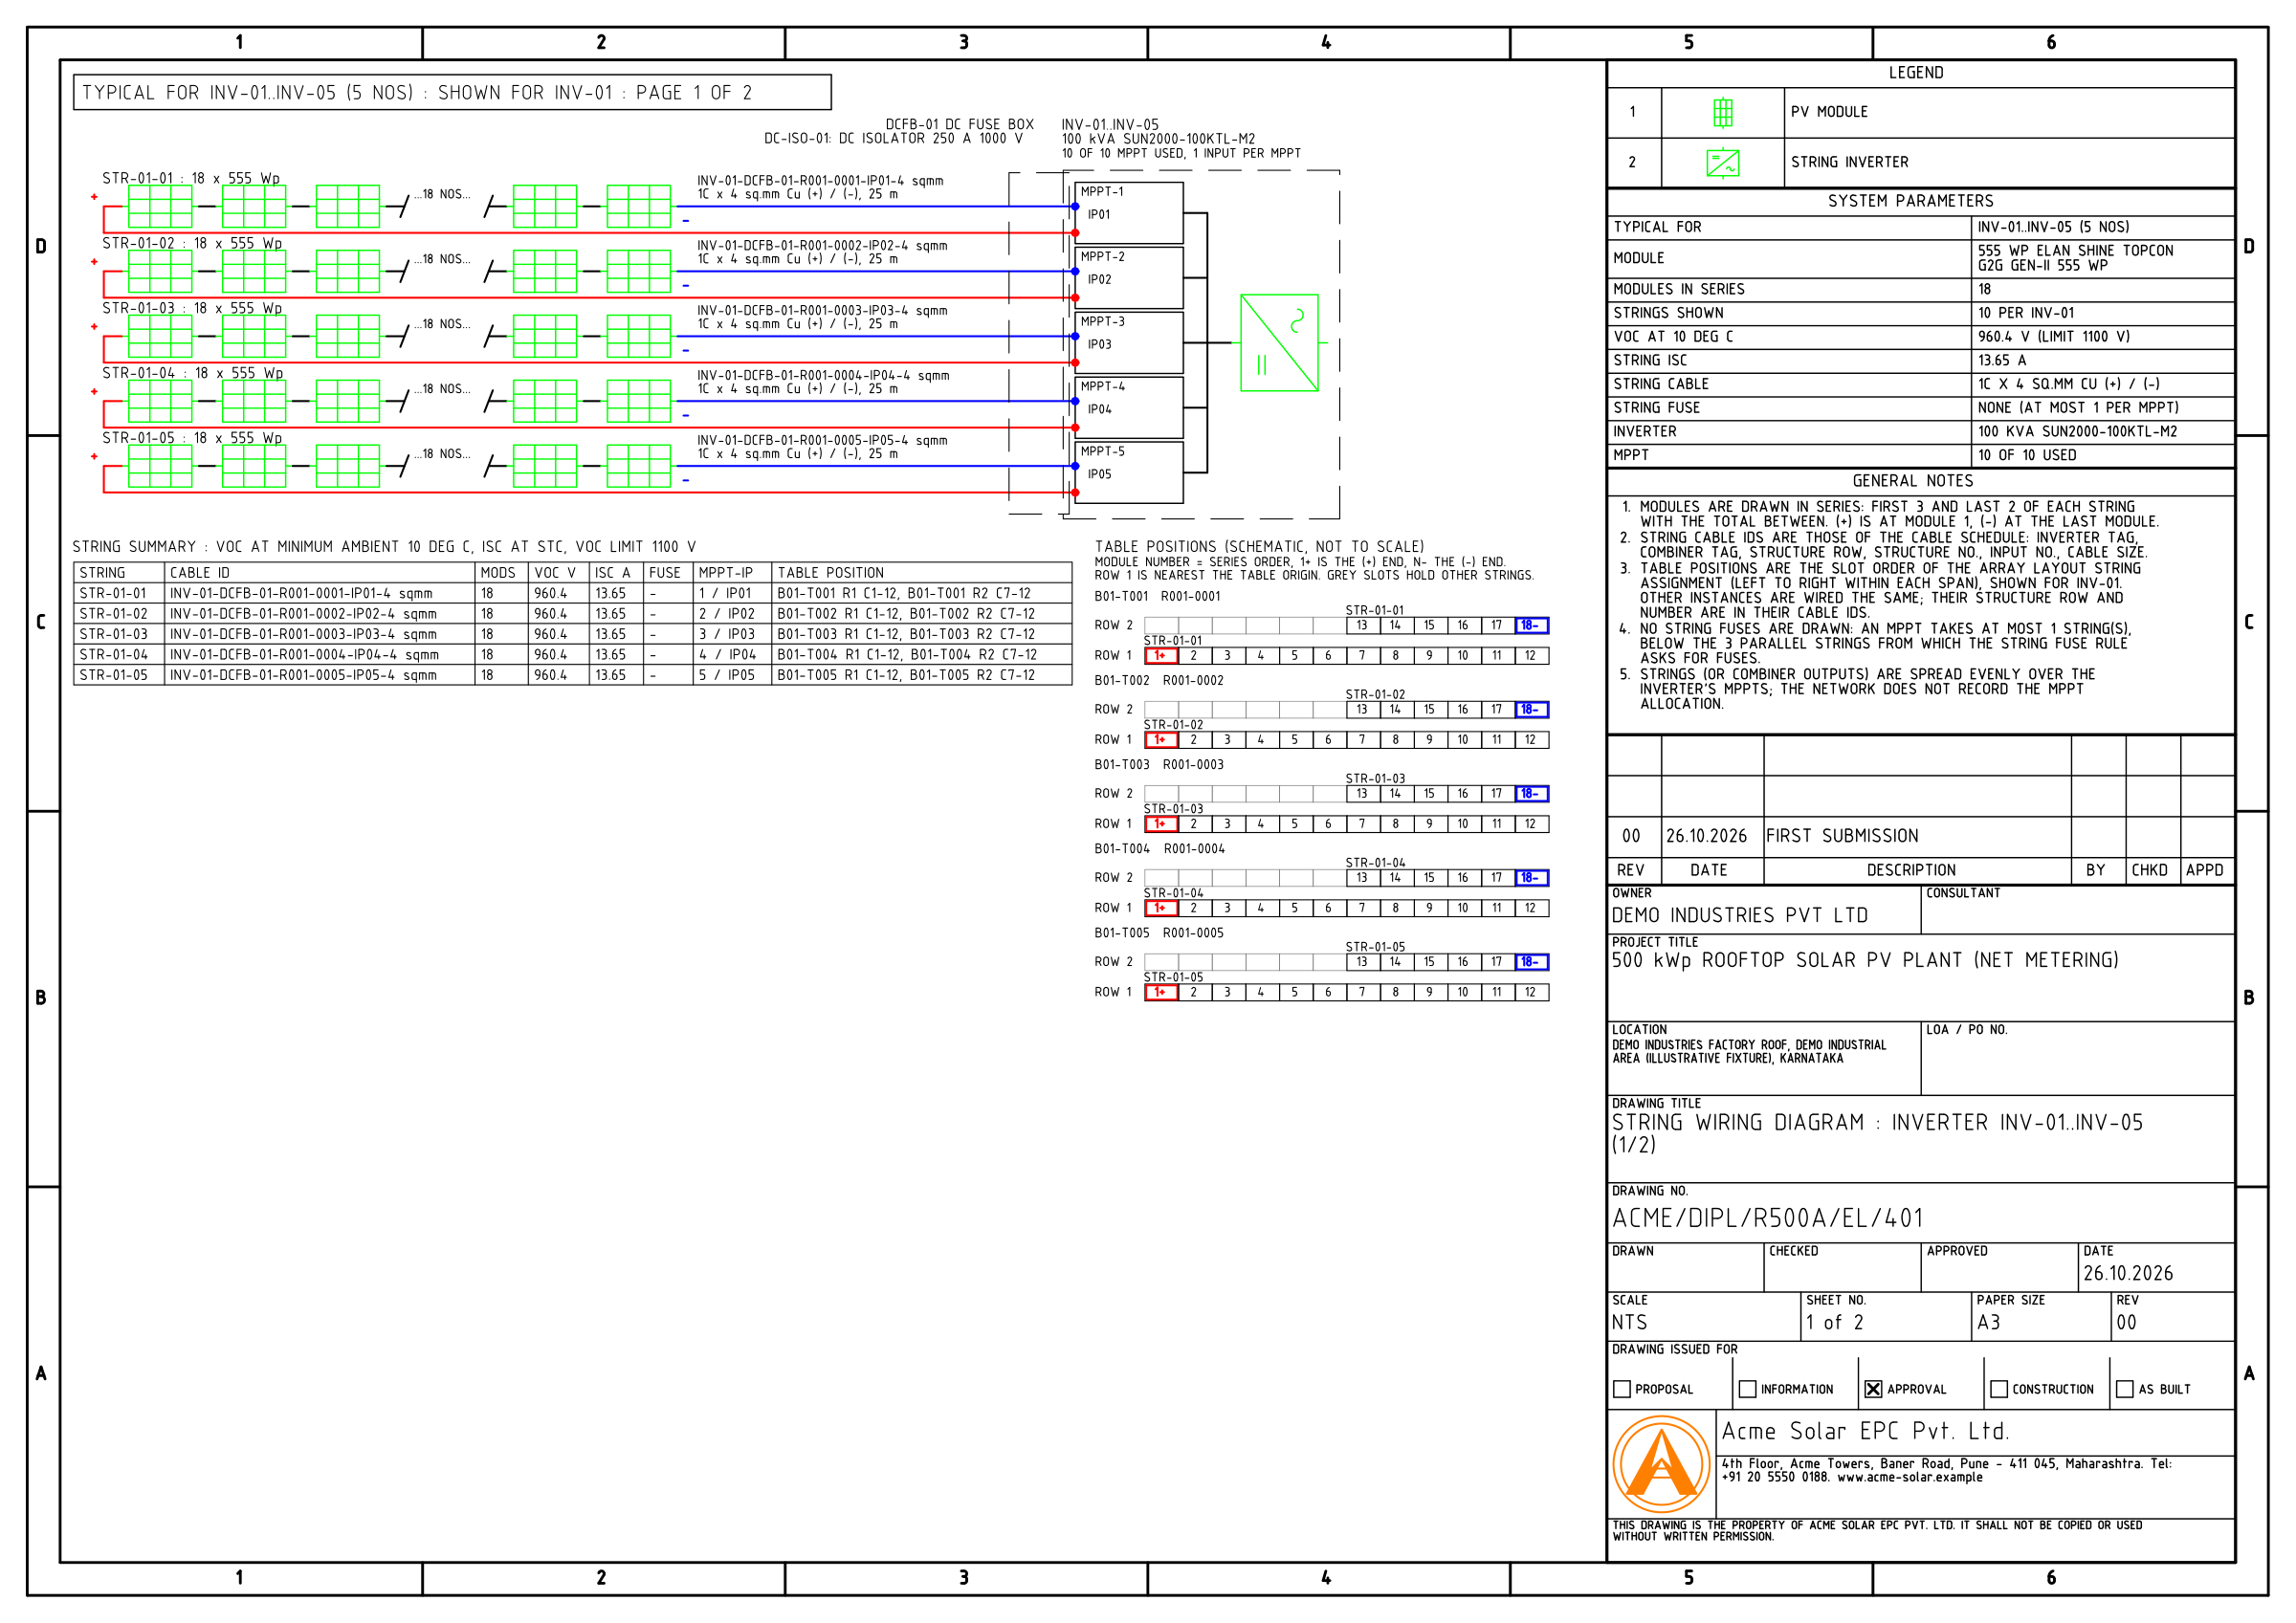 1 2 3 4 5 6
TYPICAL FOR INV-01..INV-05 (5 NOS) : SHOWN FOR INV-01 : PAGE 1 OF 2
DCFB-01 DC FUSE BOX
DC-ISO-01: DC ISOLATOR 250 A 1000 V
INV-01..INV-05
100 kVA SUN2000-100KTL-M2
10 OF 10 MPPT USED, 1 INPUT PER MPPT
STR-01-01 : 18 x 555 Wp
+ ...18 NOS... -
INV-01-DCFB-01-R001-0001-IP01-4 sqmm
1C x 4 sq.mm Cu (+) / (-), 25 m
MPPT-1
IP01
STR-01-02 : 18 x 555 Wp
+ ...18 NOS... -
INV-01-DCFB-01-R001-0002-IP02-4 sqmm
1C x 4 sq.mm Cu (+) / (-), 25 m
MPPT-2
IP02
STR-01-03 : 18 x 555 Wp
+ ...18 NOS... -
INV-01-DCFB-01-R001-0003-IP03-4 sqmm
1C x 4 sq.mm Cu (+) / (-), 25 m
MPPT-3
IP03
STR-01-04 : 18 x 555 Wp
+ ...18 NOS... -
INV-01-DCFB-01-R001-0004-IP04-4 sqmm
1C x 4 sq.mm Cu (+) / (-), 25 m
MPPT-4
IP04
STR-01-05 : 18 x 555 Wp
+ ...18 NOS... -
INV-01-DCFB-01-R001-0005-IP05-4 sqmm
1C x 4 sq.mm Cu (+) / (-), 25 m
MPPT-5
IP05
D
C
B
A
STRING SUMMARY : VOC AT MINIMUM AMBIENT 10 DEG C, ISC AT STC, VOC LIMIT 1100 V
STRING CABLE ID MODS VOC V ISC A FUSE MPPT-IP TABLE POSITION
STR-01-01 INV-01-DCFB-01-R001-0001-IP01-4 sqmm 18 960.4 13.65 - 1 / IP01 B01-T001 R1 C1-12, B01-T001 R2 C7-12
STR-01-02 INV-01-DCFB-01-R001-0002-IP02-4 sqmm 18 960.4 13.65 - 2 / IP02 B01-T002 R1 C1-12, B01-T002 R2 C7-12
STR-01-03 INV-01-DCFB-01-R001-0003-IP03-4 sqmm 18 960.4 13.65 - 3 / IP03 B01-T003 R1 C1-12, B01-T003 R2 C7-12
STR-01-04 INV-01-DCFB-01-R001-0004-IP04-4 sqmm 18 960.4 13.65 - 4 / IP04 B01-T004 R1 C1-12, B01-T004 R2 C7-12
STR-01-05 INV-01-DCFB-01-R001-0005-IP05-4 sqmm 18 960.4 13.65 - 5 / IP05 B01-T005 R1 C1-12, B01-T005 R2 C7-12
TABLE POSITIONS (SCHEMATIC, NOT TO SCALE)
MODULE NUMBER = SERIES ORDER, 1+ IS THE (+) END, N- THE (-) END.
ROW 1 IS NEAREST THE TABLE ORIGIN. GREY SLOTS HOLD OTHER STRINGS.
B01-T001 R001-0001
STR-01-01
ROW 2 13 14 15 16 17 18-
STR-01-01
ROW 1 1+ 2 3 4 5 6 7 8 9 10 11 12
B01-T002 R001-0002
STR-01-02
ROW 2 13 14 15 16 17 18-
STR-01-02
ROW 1 1+ 2 3 4 5 6 7 8 9 10 11 12
B01-T003 R001-0003
STR-01-03
ROW 2 13 14 15 16 17 18-
STR-01-03
ROW 1 1+ 2 3 4 5 6 7 8 9 10 11 12
B01-T004 R001-0004
STR-01-04
ROW 2 13 14 15 16 17 18-
STR-01-04
ROW 1 1+ 2 3 4 5 6 7 8 9 10 11 12
B01-T005 R001-0005
STR-01-05
ROW 2 13 14 15 16 17 18-
STR-01-05
ROW 1 1+ 2 3 4 5 6 7 8 9 10 11 12
LEGEND
1 PV MODULE
2 STRING INVERTER
SYSTEM PARAMETERS
TYPICAL FOR INV-01..INV-05 (5 NOS)
MODULE 555 WP ELAN SHINE TOPCON
G2G GEN-II 555 WP
MODULES IN SERIES 18
STRINGS SHOWN 10 PER INV-01
VOC AT 10 DEG C 960.4 V (LIMIT 1100 V)
STRING ISC 13.65 A
STRING CABLE 1C X 4 SQ.MM CU (+) / (-)
STRING FUSE NONE (AT MOST 1 PER MPPT)
INVERTER 100 KVA SUN2000-100KTL-M2
MPPT 10 OF 10 USED
GENERAL NOTES
1. MODULES ARE DRAWN IN SERIES: FIRST 3 AND LAST 2 OF EACH STRING
WITH THE TOTAL BETWEEN. (+) IS AT MODULE 1, (-) AT THE LAST MODULE.
2. STRING CABLE IDS ARE THOSE OF THE CABLE SCHEDULE: INVERTER TAG,
COMBINER TAG, STRUCTURE ROW, STRUCTURE NO., INPUT NO., CABLE SIZE.
3. TABLE POSITIONS ARE THE SLOT ORDER OF THE ARRAY LAYOUT STRING
ASSIGNMENT (LEFT TO RIGHT WITHIN EACH SPAN), SHOWN FOR INV-01.
OTHER INSTANCES ARE WIRED THE SAME; THEIR STRUCTURE ROW AND
NUMBER ARE IN THEIR CABLE IDS.
4. NO STRING FUSES ARE DRAWN: AN MPPT TAKES AT MOST 1 STRING(S),
BELOW THE 3 PARALLEL STRINGS FROM WHICH THE STRING FUSE RULE
ASKS FOR FUSES.
5. STRINGS (OR COMBINER OUTPUTS) ARE SPREAD EVENLY OVER THE
INVERTER'S MPPTS; THE NETWORK DOES NOT RECORD THE MPPT
ALLOCATION.
00 26.10.2026 FIRST SUBMISSION
REV DATE DESCRIPTION BY CHKD APPD
OWNER CONSULTANT
DEMO INDUSTRIES PVT LTD
PROJECT TITLE
500 kWp ROOFTOP SOLAR PV PLANT (NET METERING)
LOCATION LOA / PO NO.
DEMO INDUSTRIES FACTORY ROOF, DEMO INDUSTRIAL
AREA (ILLUSTRATIVE FIXTURE), KARNATAKA
DRAWING TITLE
STRING WIRING DIAGRAM : INVERTER INV-01..INV-05
(1/2)
DRAWING NO.
ACME/DIPL/R500A/EL/401
DRAWN CHECKED APPROVED DATE
26.10.2026
SCALE SHEET NO. PAPER SIZE REV
NTS 1 of 2 A3 00
DRAWING ISSUED FOR
PROPOSAL INFORMATION APPROVAL CONSTRUCTION AS BUILT
Acme Solar EPC Pvt. Ltd.
4th Floor, Acme Towers, Baner Road, Pune - 411 045, Maharashtra. Tel:
+91 20 5550 0188. www.acme-solar.example
THIS DRAWING IS THE PROPERTY OF ACME SOLAR EPC PVT. LTD. IT SHALL NOT BE COPIED OR USED
WITHOUT WRITTEN PERMISSION.
D
C
B
A
1 2 3 4 5 6